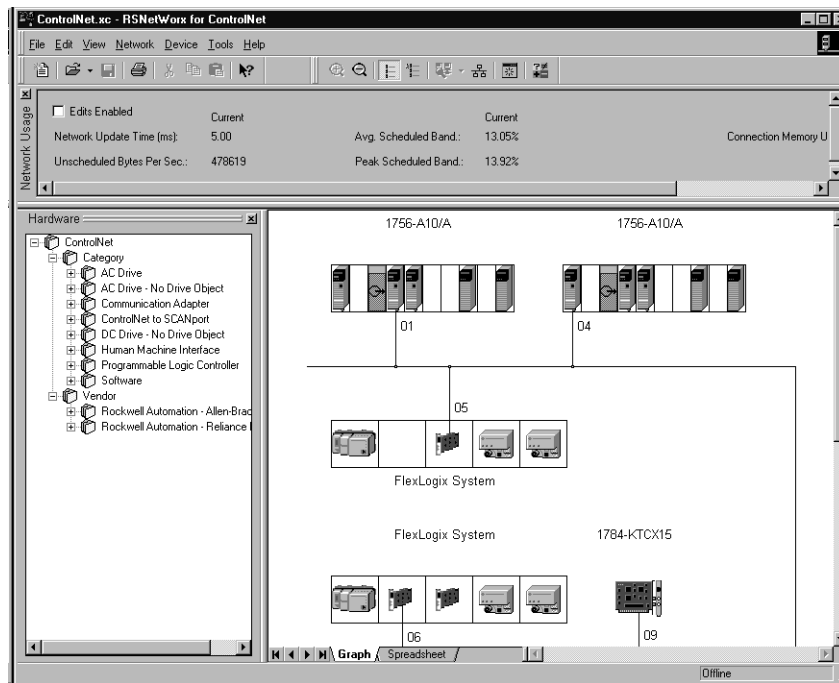 ControlNet.xc - RSNetWorx for ControlNet
File Edit View Network Device Tools Help
Network Usage
Edits Enabled
Current
Current
Network Update Time (ms): 5.00 Avg. Scheduled Band.: 13.05% Connection Memory U
Unscheduled Bytes Per Sec.: 478619 Peak Scheduled Band.: 13.92%
Hardware
ControlNet
Category
AC Drive
AC Drive - No Drive Object
Communication Adapter
ControlNet to SCANport
DC Drive - No Drive Object
Human Machine Interface
Programmable Logic Controller
Software
Vendor
Rockwell Automation - Allen-Brad
Rockwell Automation - Reliance
1756-A10/A 1756-A10/A
01 04
05
FlexLogix System
FlexLogix System 1784-KTCX15
06 09
Graph Spreadsheet
Offline